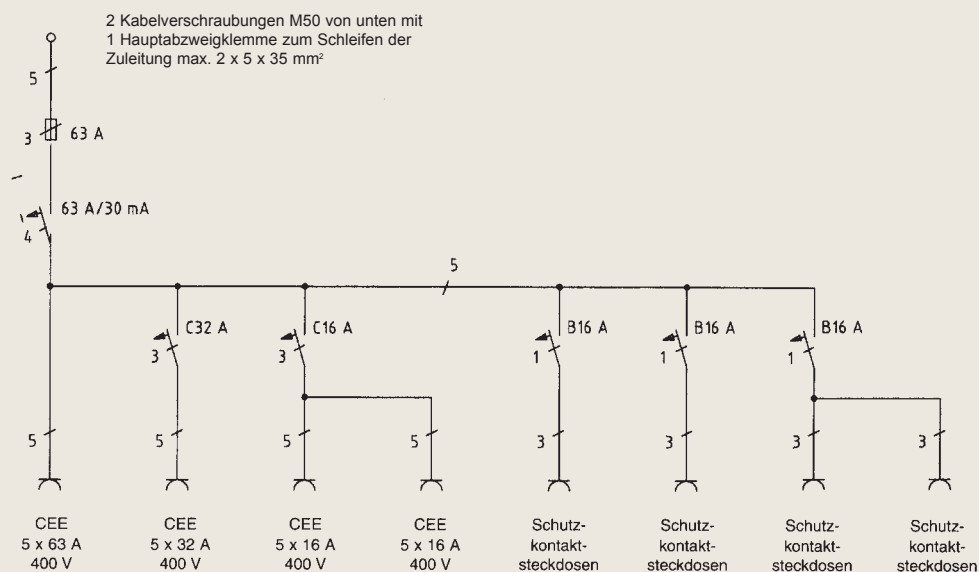 2 Kabelverschraubungen M50 von unten mit
1 Hauptabzweigklemme zum Schleifen der
Zuleitung max. 2 x 5 x 35 mm²
5
3 63 A
63 A/30 mA
4
5
C32 A
3
C16 A
3
B16 A
1
B16 A
1
B16 A
1
5
5
5
5
3
3
3
3
CEE
5 x 63 A
400 V
CEE
5 x 32 A
400 V
CEE
5 x 16 A
400 V
CEE
5 x 16 A
400 V
Schutz-
kontakt-
steckdosen
Schutz-
kontakt-
steckdosen
Schutz-
kontakt-
steckdosen
Schutz-
kontakt-
steckdosen